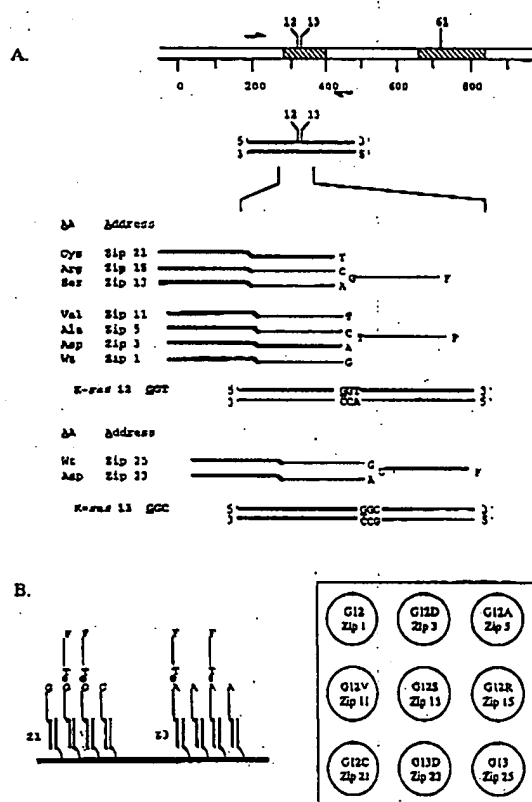 A.
12 13 61
0 200 400 600 800
12 13
5 3'
3 5'
AA Address
Cys Zip 21 T
Arg Zip 15 C G F
Ser Zip 13 A
Val Zip 11 T
Ala Zip 5 C T F
Asp Zip 3 A
Wt Zip 1 G
K-ras 12 GGT 5 GGT 3'
3 CCA 5'
AA Address
Wt Zip 25 G
Asp Zip 23 A F
K-ras 13 GGC 5 GGC 3'
3 CCG 5'
B.
F F F F
G G G G A A A A
Z1 Z3
G12 Zip 1
G12D Zip 3
G12A Zip 5
G12V Zip 11
G12S Zip 13
G12R Zip 15
G12C Zip 21
G13D Zip 23
G13 Zip 25